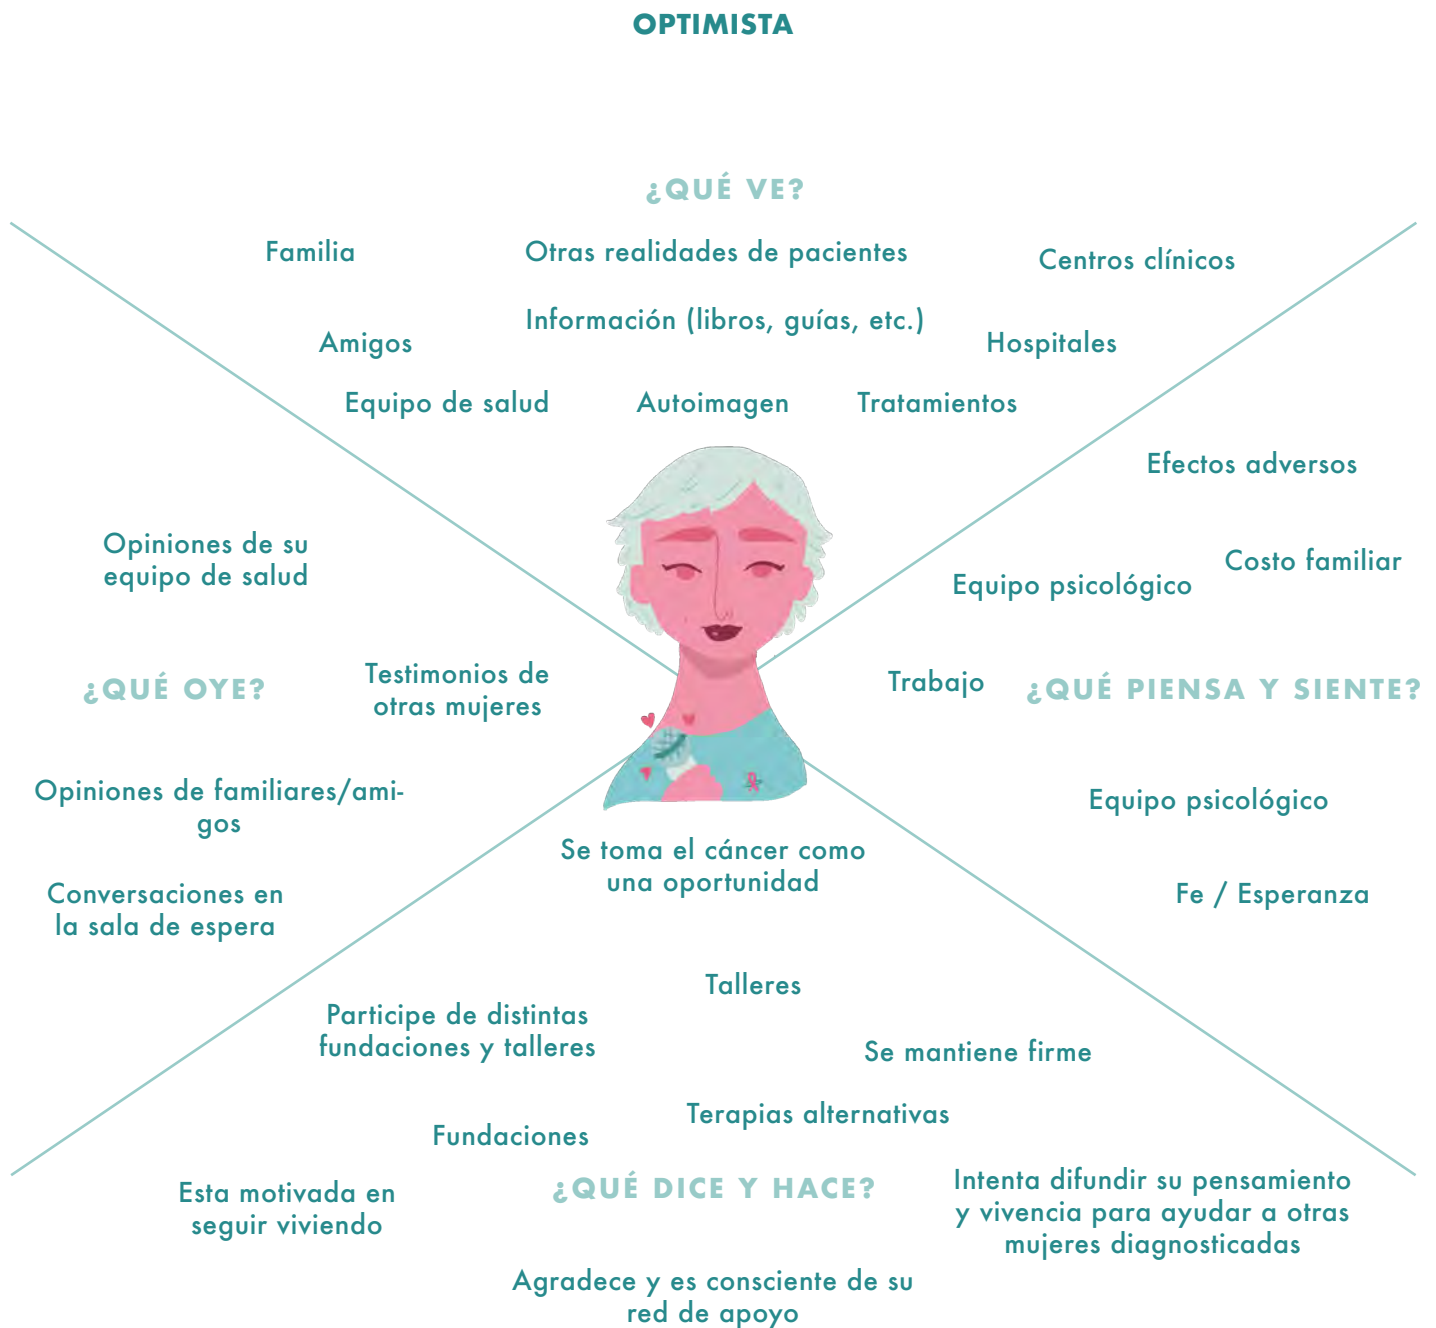 OPTIMISTA
¿QUÉ VE?
Familia
Otras realidades de pacientes
Centros clínicos
Información (libros, guías, etc.)
Amigos
Hospitales
Equipo de salud
Autoimagen
Tratamientos
Efectos adversos
Costo familiar
Equipo psicológico
Trabajo
¿QUÉ PIENSA Y SIENTE?
Equipo psicológico
Fe / Esperanza
Opiniones de su
equipo de salud
Testimonios de
otras mujeres
¿QUÉ OYE?
Opiniones de familiares/ami-
gos
Conversaciones en
la sala de espera
Se toma el cáncer como
una oportunidad
Talleres
Participe de distintas
fundaciones y talleres
Se mantiene firme
Terapias alternativas
Fundaciones
¿QUÉ DICE Y HACE?
Esta motivada en
seguir viviendo
Intenta difundir su pensamiento
y vivencia para ayudar a otras
mujeres diagnosticadas
Agradece y es consciente de su
red de apoyo